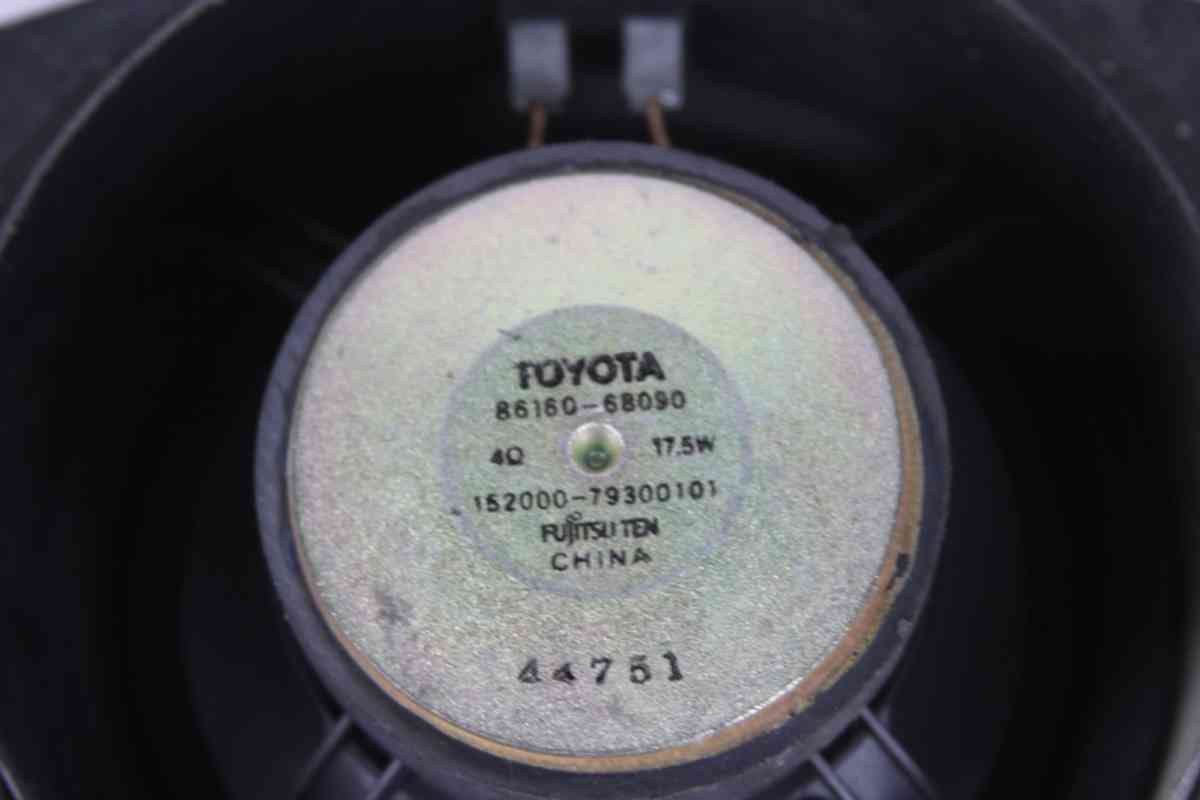 TOYOTA
86160-68090
4Ω 17.5W
152000-79300101
FUJITSU TEN
CHINA
44751